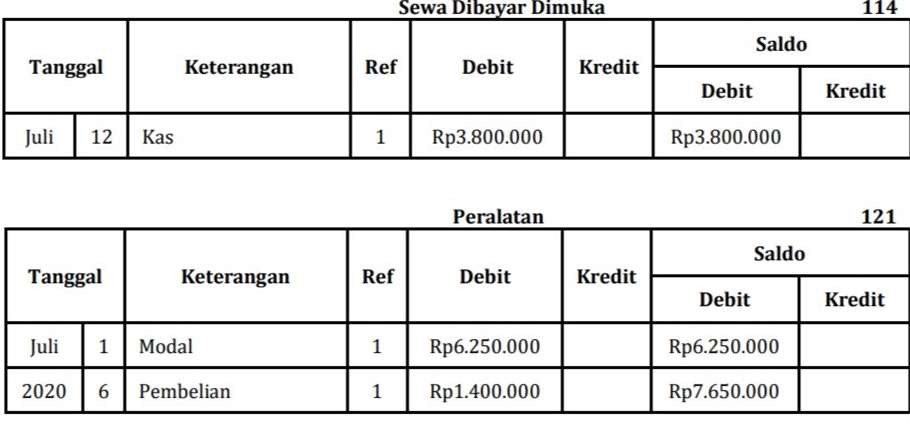 Sewa Dibayar Dimuka 114
Tanggal Keterangan Ref Debit Kredit Saldo
Debit Kredit
Juli 12 Kas 1 Rp3.800.000 Rp3.800.000
Peralatan 121
Tanggal Keterangan Ref Debit Kredit Saldo
Debit Kredit
Juli 1 Modal 1 Rp6.250.000 Rp6.250.000
2020 6 Pembelian 1 Rp1.400.000 Rp7.650.000